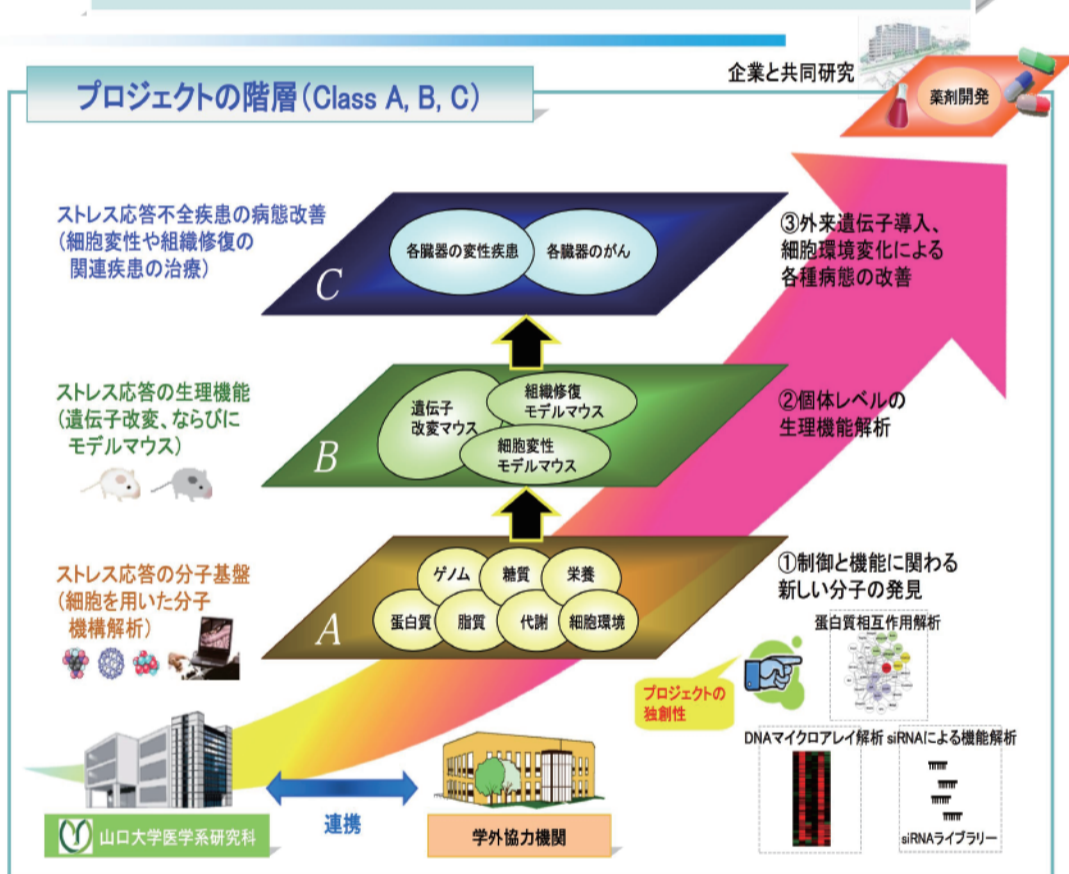 企業と共同研究
薬剤開発
プロジェクトの階層(Class A, B, C)
ストレス応答不全疾患の病態改善
(細胞変性や組織修復の
関連疾患の治療)
各臓器の変性疾患
各臓器のがん
C
③外来遺伝子導入、
細胞環境変化による
各種病態の改善
ストレス応答の生理機能
(遺伝子改変、ならびに
モデルマウス)
遺伝子
改変マウス
組織修復
モデルマウス
細胞変性
モデルマウス
B
②個体レベルの
生理機能解析
ストレス応答の分子基盤
(細胞を用いた分子
機構解析)
ゲノム
糖質
栄養
蛋白質
脂質
代謝
細胞環境
A
①制御と機能に関わる
新しい分子の発見
蛋白質相互作用解析
プロジェクトの
独創性
DNAマイクロアレイ解析
siRNAによる機能解析
siRNAライブラリー
山口大学医学系研究科
連携
学外協力機関